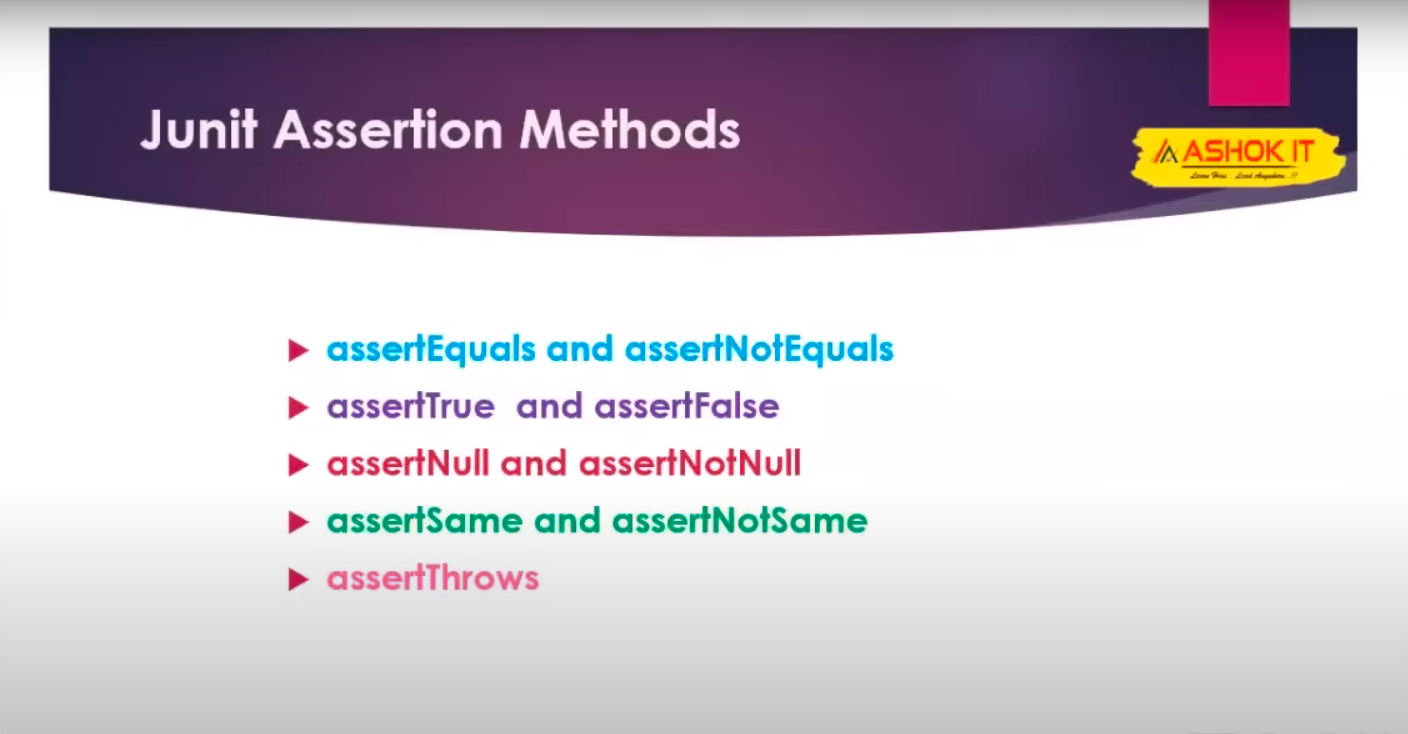 Junit Assertion Methods
ASHOK IT
Learn Here.. Lead Anywhere..!!
assertEquals and assertNotEquals
assertTrue and assertFalse
assertNull and assertNotNull
assertSame and assertNotSame
assertThrows